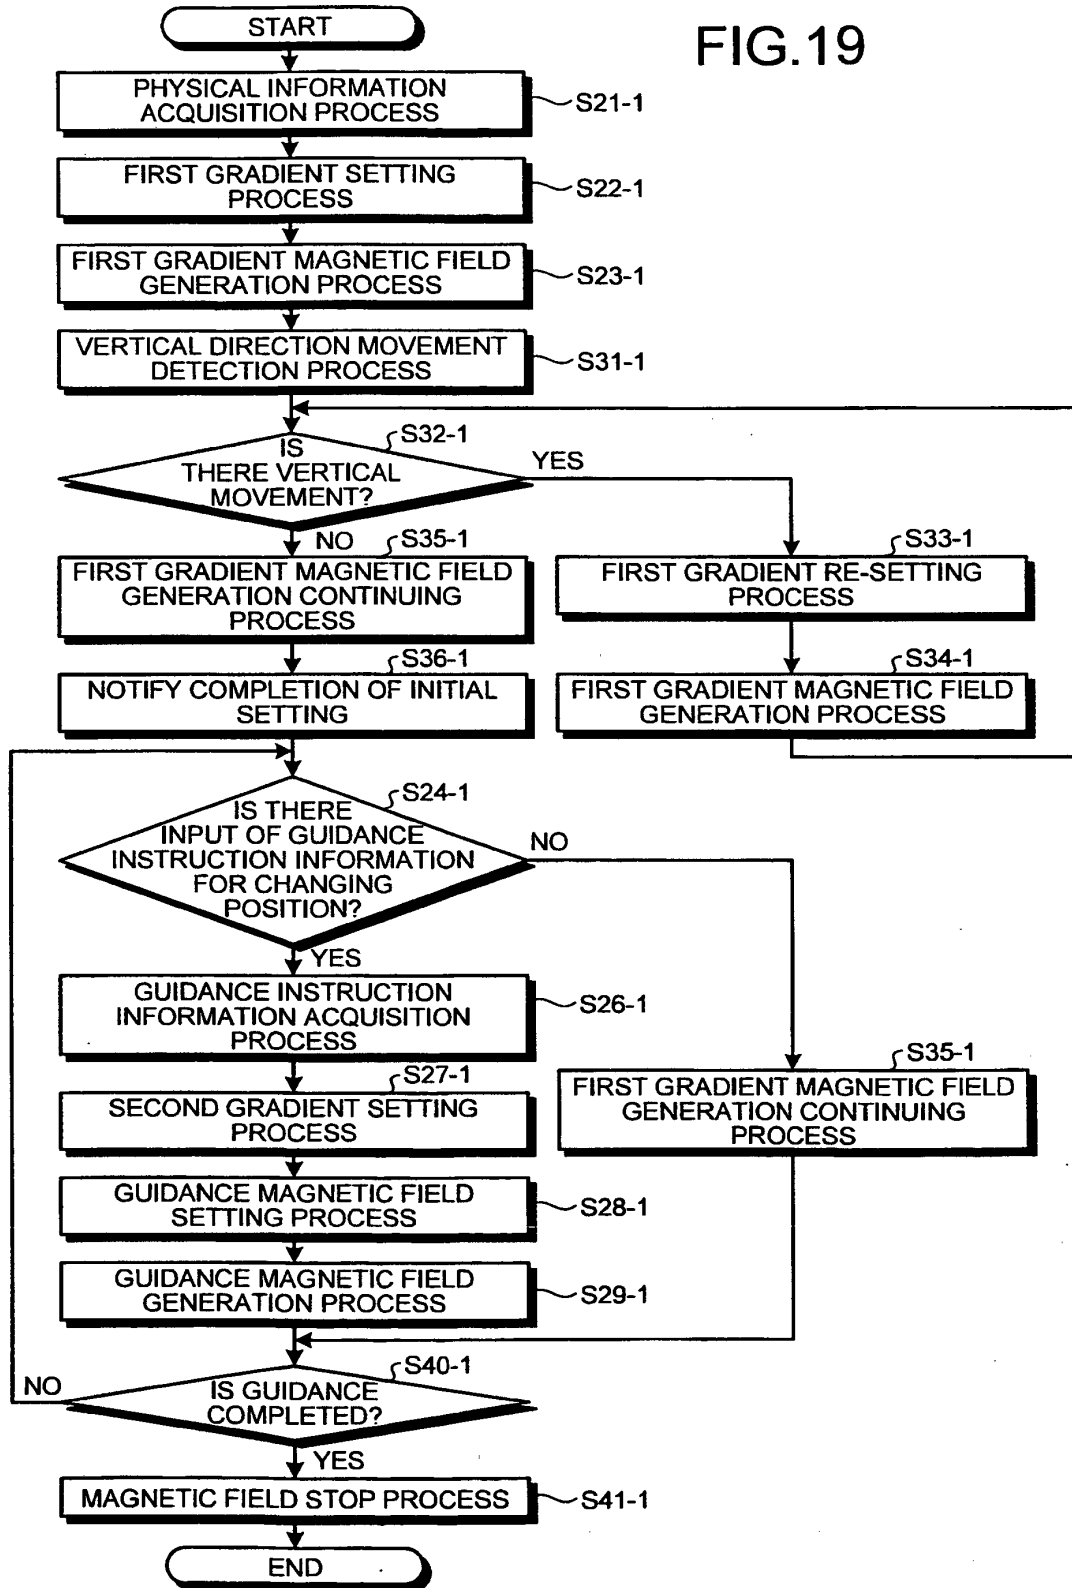 FIG.19
START
PHYSICAL INFORMATION
ACQUISITION PROCESS
S21-1
FIRST GRADIENT SETTING
PROCESS
S22-1
FIRST GRADIENT MAGNETIC FIELD
GENERATION PROCESS
S23-1
VERTICAL DIRECTION MOVEMENT
DETECTION PROCESS
S31-1
S32-1
IS
THERE VERTICAL
MOVEMENT?
YES
NO
S35-1
FIRST GRADIENT MAGNETIC FIELD
GENERATION CONTINUING
PROCESS
S33-1
FIRST GRADIENT RE-SETTING
PROCESS
S36-1
NOTIFY COMPLETION OF INITIAL
SETTING
S34-1
FIRST GRADIENT MAGNETIC FIELD
GENERATION PROCESS
S24-1
IS THERE
INPUT OF GUIDANCE
INSTRUCTION INFORMATION
FOR CHANGING
POSITION?
NO
YES
GUIDANCE INSTRUCTION
INFORMATION ACQUISITION
PROCESS
S26-1
S27-1
SECOND GRADIENT SETTING
PROCESS
S35-1
FIRST GRADIENT MAGNETIC FIELD
GENERATION CONTINUING
PROCESS
GUIDANCE MAGNETIC FIELD
SETTING PROCESS
S28-1
GUIDANCE MAGNETIC FIELD
GENERATION PROCESS
S29-1
S40-1
NO
IS GUIDANCE
COMPLETED?
YES
MAGNETIC FIELD STOP PROCESS
S41-1
END